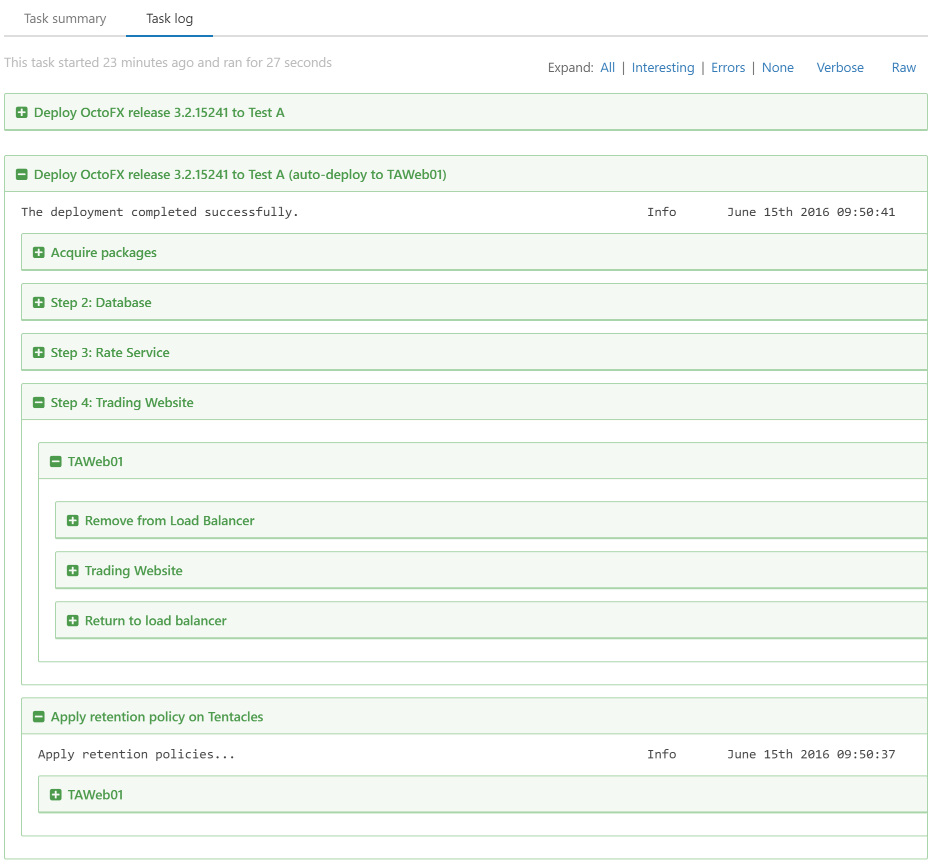 Task summary Task log
This task started 23 minutes ago and ran for 27 seconds
Expand: All | Interesting | Errors | None Verbose Raw
Deploy OctoFX release 3.2.15241 to Test A
Deploy OctoFX release 3.2.15241 to Test A (auto-deploy to TAWeb01)
The deployment completed successfully. Info June 15th 2016 09:50:41
Acquire packages
Step 2: Database
Step 3: Rate Service
Step 4: Trading Website
TAWeb01
Remove from Load Balancer
Trading Website
Return to load balancer
Apply retention policy on Tentacles
Apply retention policies... Info June 15th 2016 09:50:37
TAWeb01